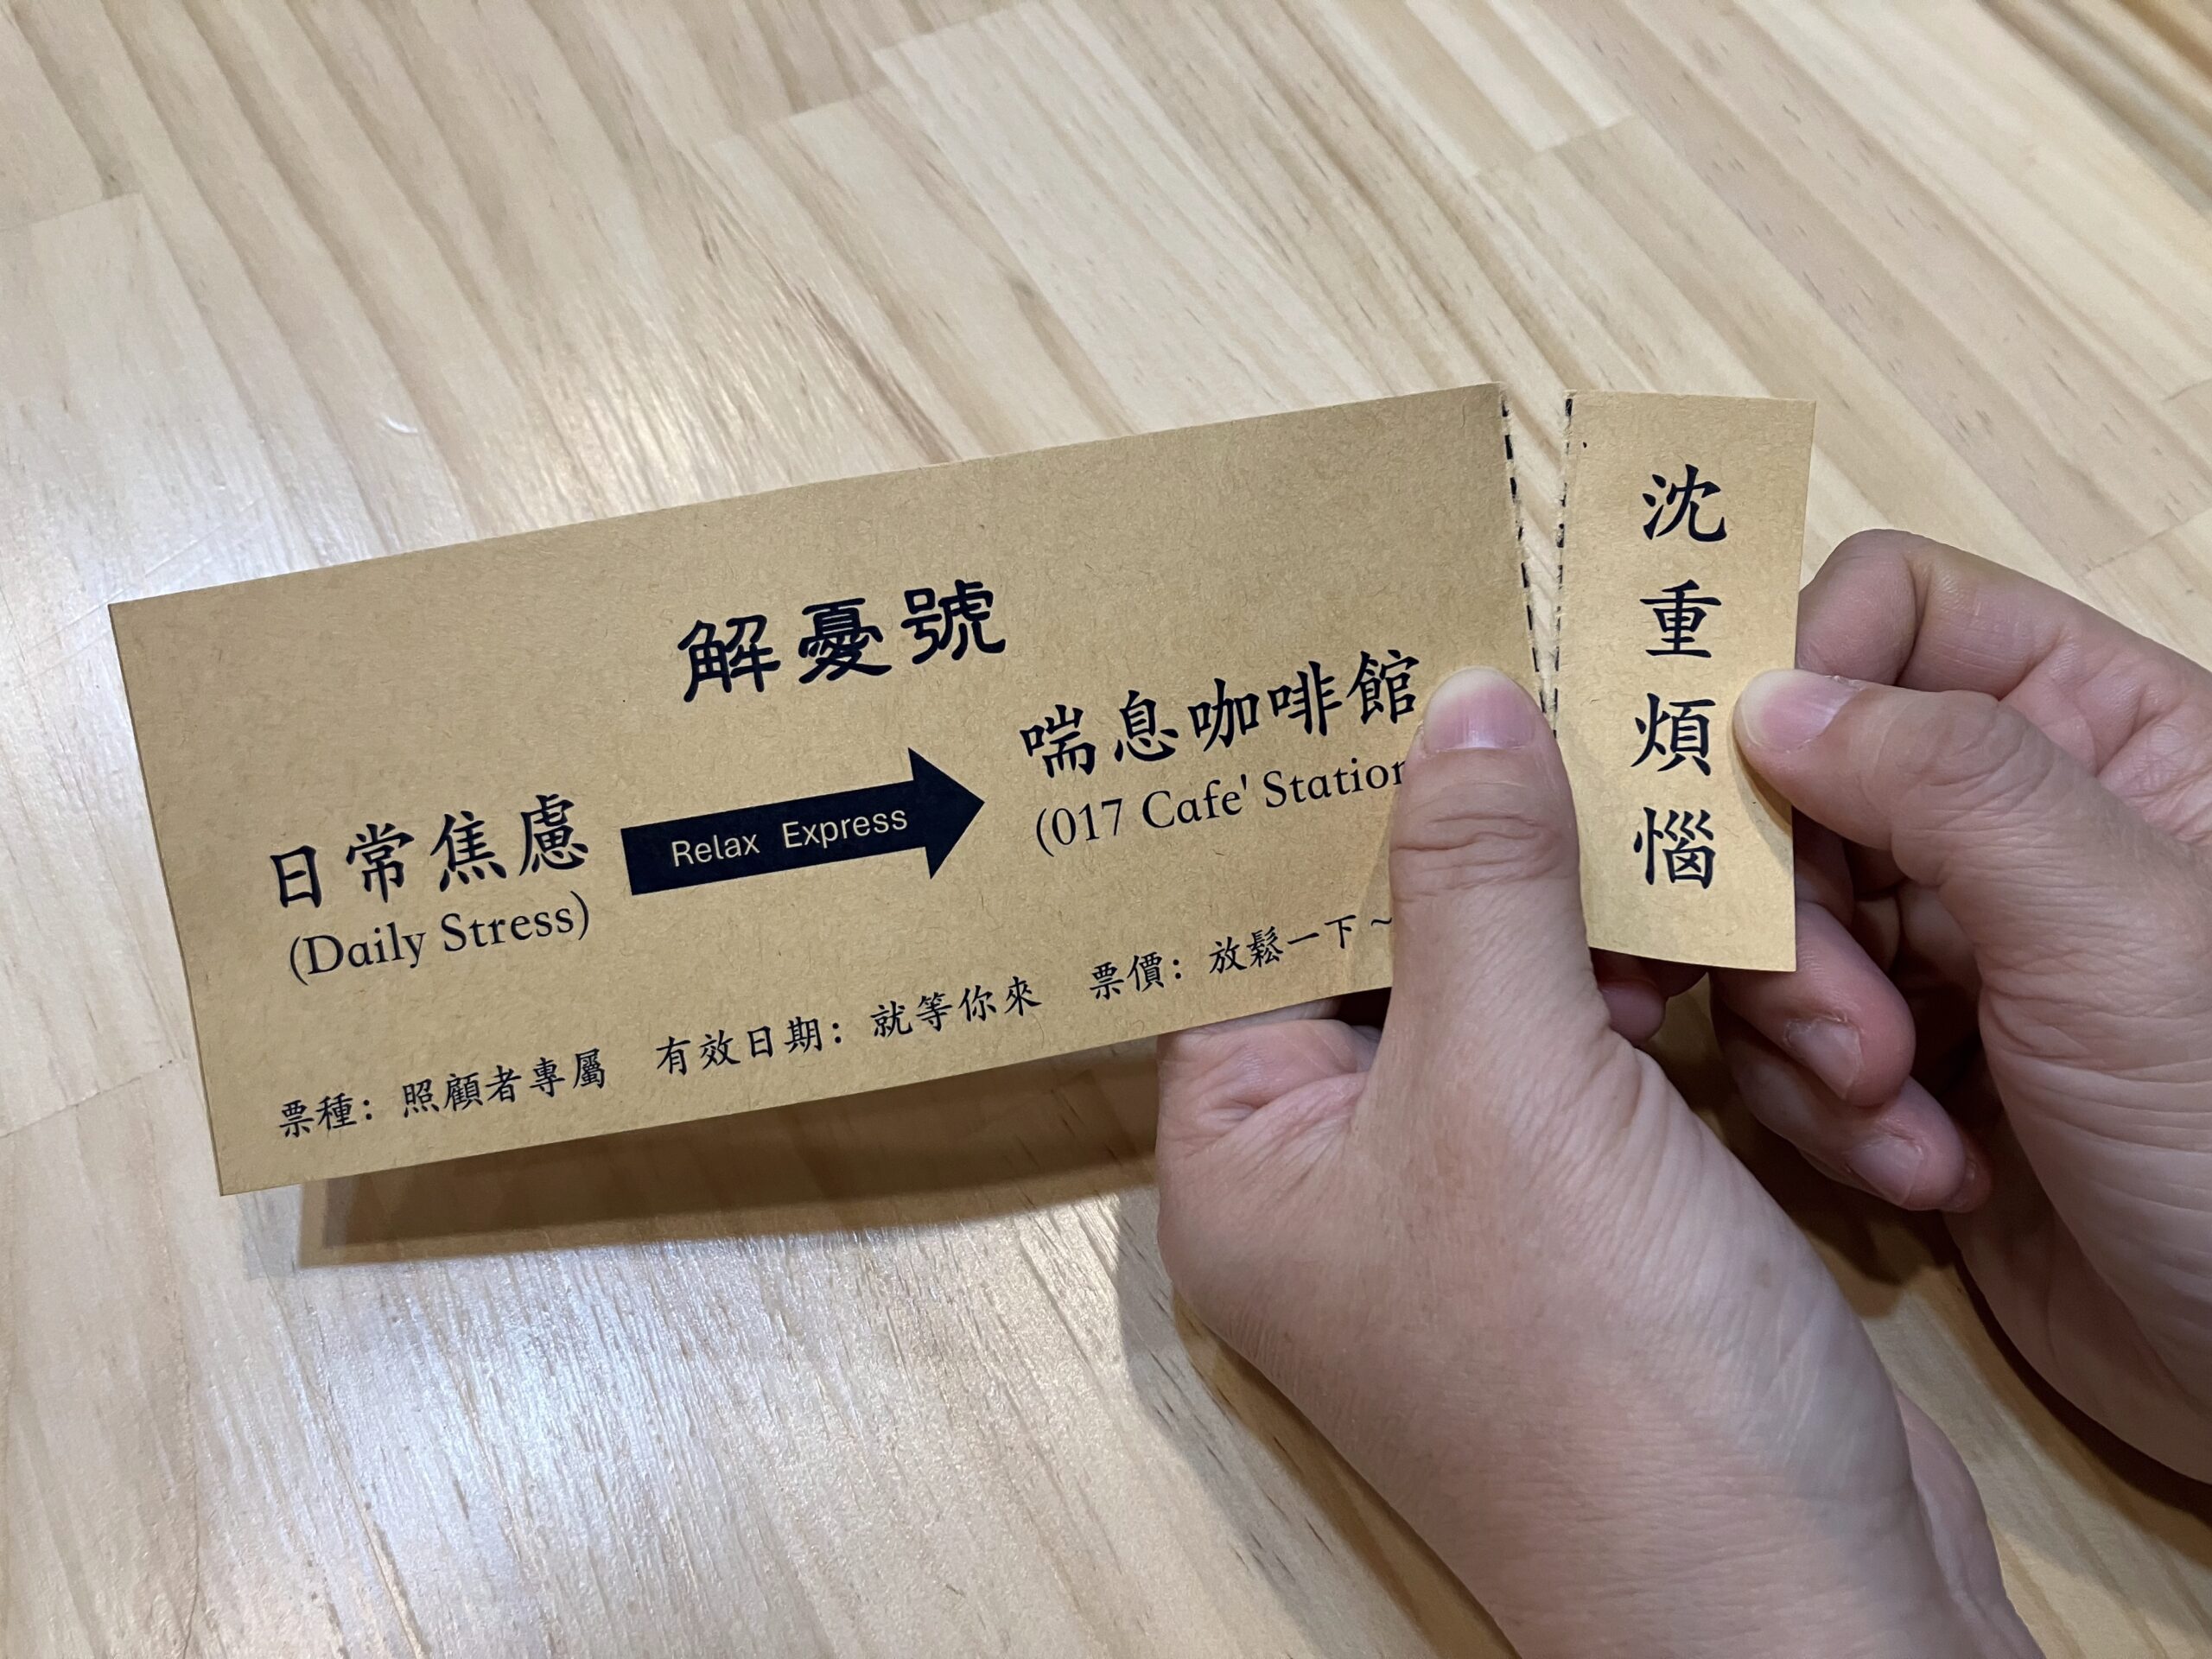 解憂號
日常焦慮
(Daily Stress)
Relax Express
喘息咖啡館
(017 Cafe' Station
票種：照顧者專屬 有效日期：就等你來 票價：放鬆一下～
沈重煩惱